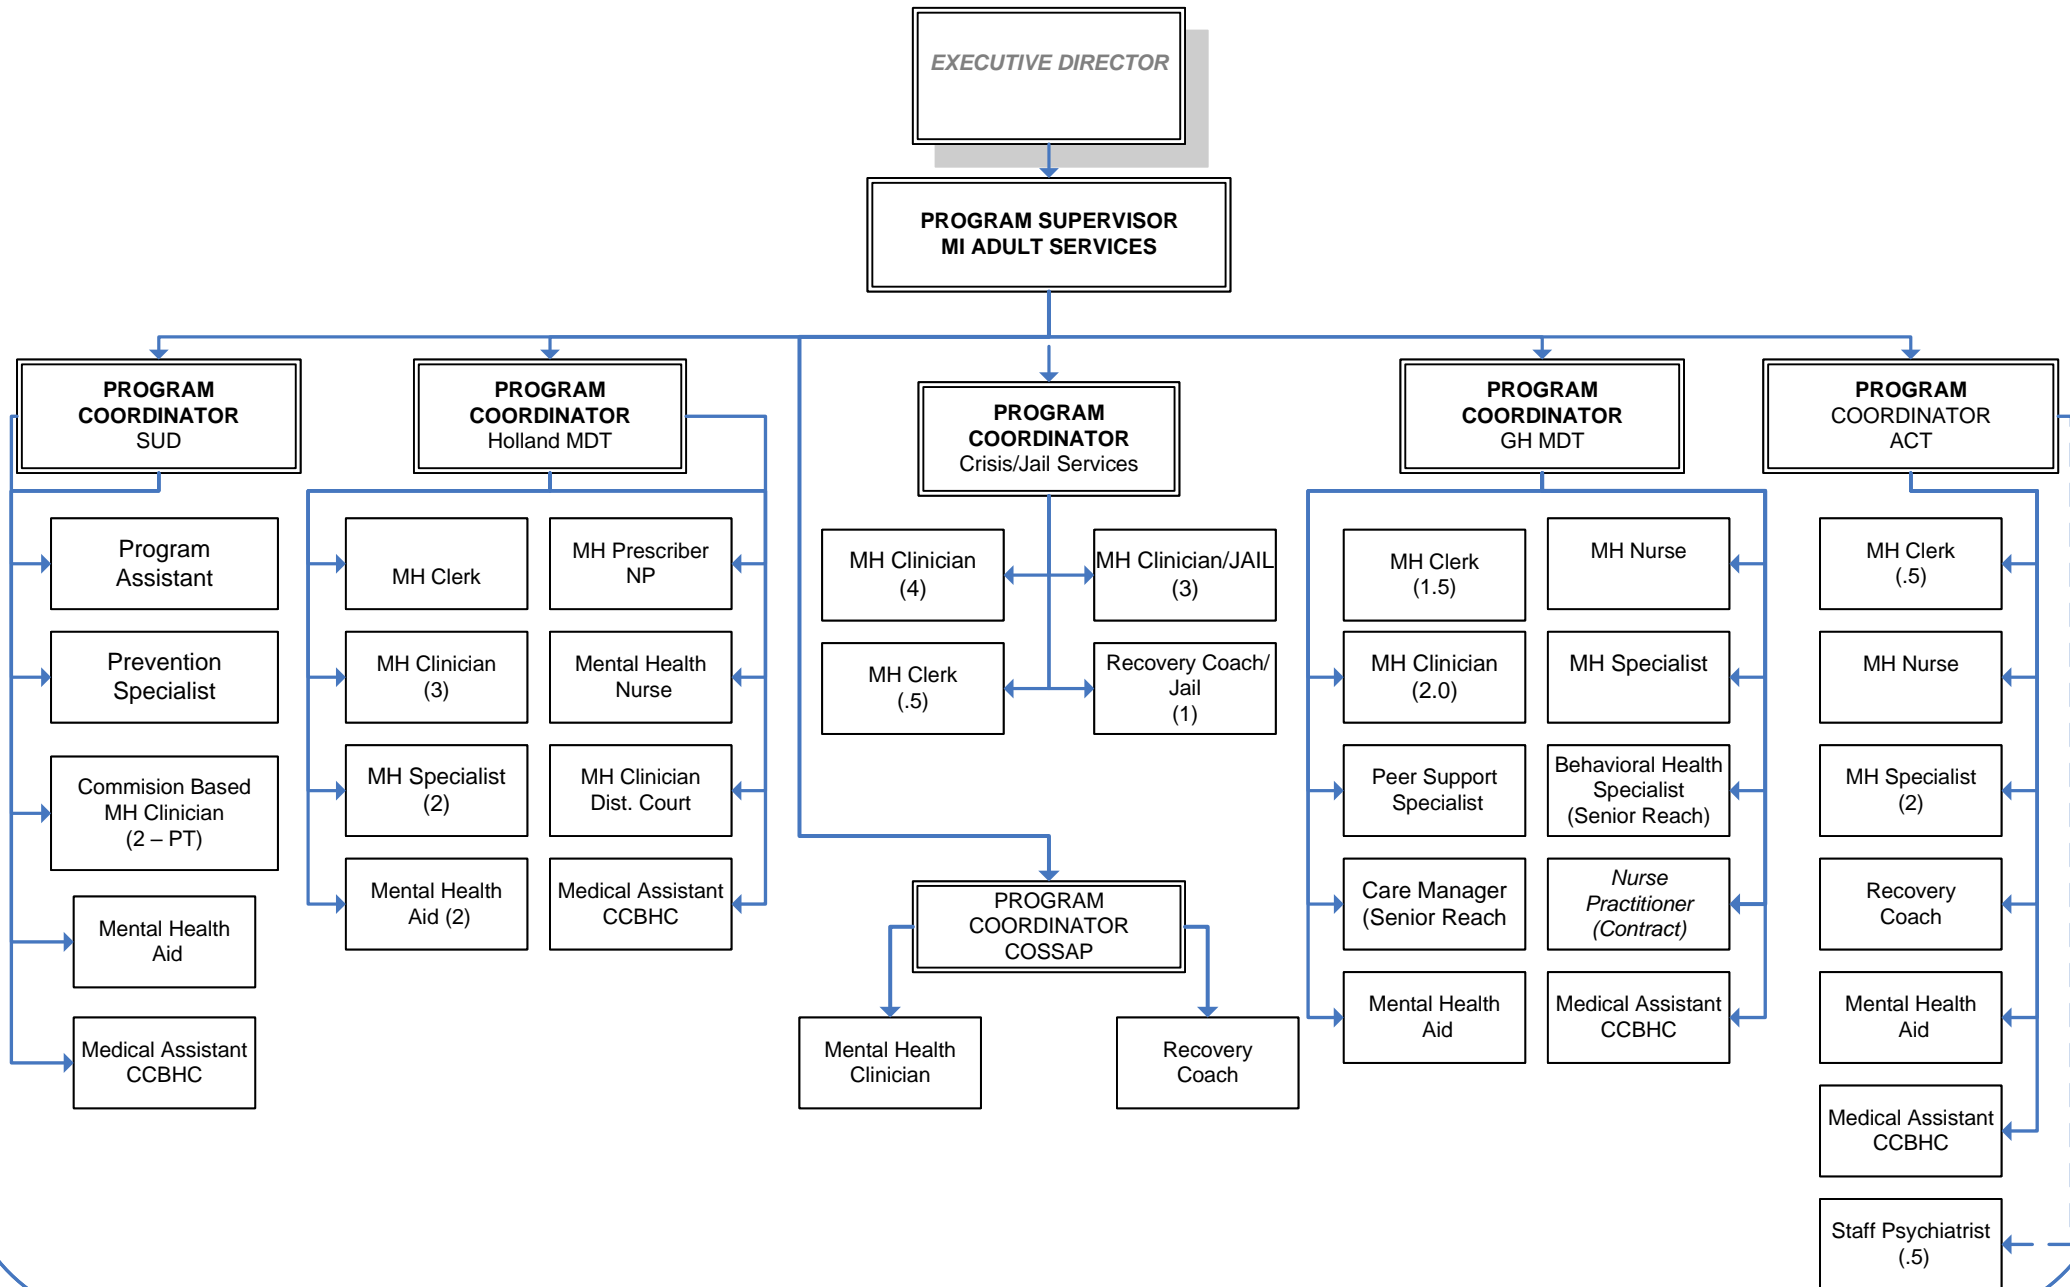 EXECUTIVE DIRECTOR
PROGRAM SUPERVISOR
MI ADULT SERVICES
PROGRAM
COORDINATOR
SUD
PROGRAM
COORDINATOR
Holland MDT
PROGRAM
COORDINATOR
Crisis/Jail Services
PROGRAM
COORDINATOR
GH MDT
PROGRAM
COORDINATOR
ACT
Program
Assistant
Prevention
Specialist
Commision Based
MH Clinician
(2 – PT)
Mental Health
Aid
Medical Assistant
CCBHC
MH Clerk
MH Clinician
(3)
MH Specialist
(2)
Mental Health
Aid (2)
MH Prescriber
NP
Mental Health
Nurse
MH Clinician
Dist. Court
Medical Assistant
CCBHC
MH Clinician
(4)
MH Clerk
(.5)
MH Clinician/JAIL
(3)
Recovery Coach/
Jail
(1)
PROGRAM
COORDINATOR
COSSAP
Mental Health
Clinician
Recovery
Coach
MH Clerk
(1.5)
MH Clinician
(2.0)
Peer Support
Specialist
Care Manager
(Senior Reach
Mental Health
Aid
MH Nurse
MH Specialist
Behavioral Health
Specialist
(Senior Reach)
Nurse
Practitioner
(Contract)
Medical Assistant
CCBHC
MH Clerk
(.5)
MH Nurse
MH Specialist
(2)
Recovery
Coach
Mental Health
Aid
Medical Assistant
CCBHC
Staff Psychiatrist
(.5)